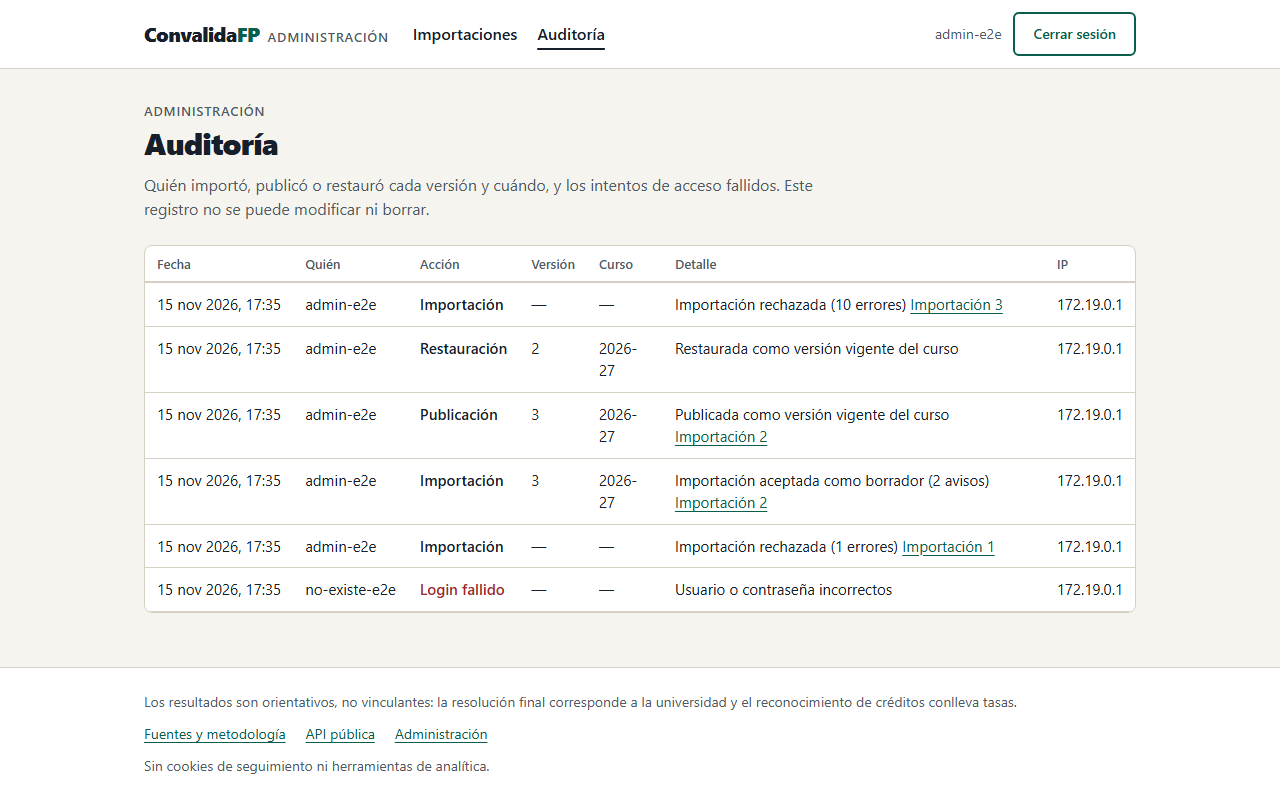 ConvalidaFP ADMINISTRACIÓN Importaciones Auditoría admin-e2e Cerrar sesión
ADMINISTRACIÓN
Auditoría
Quién importó, publicó o restauró cada versión y cuándo, y los intentos de acceso fallidos. Este
registro no se puede modificar ni borrar.
Fecha Quién Acción Versión Curso Detalle IP
15 nov 2026, 17:35 admin-e2e Importación — — Importación rechazada (10 errores) Importación 3 172.19.0.1
15 nov 2026, 17:35 admin-e2e Restauración 2 2026- Restaurada como versión vigente del curso 172.19.0.1
27
15 nov 2026, 17:35 admin-e2e Publicación 3 2026- Publicada como versión vigente del curso 172.19.0.1
27 Importación 2
15 nov 2026, 17:35 admin-e2e Importación 3 2026- Importación aceptada como borrador (2 avisos) 172.19.0.1
27 Importación 2
15 nov 2026, 17:35 admin-e2e Importación — — Importación rechazada (1 errores) Importación 1 172.19.0.1
15 nov 2026, 17:35 no-existe-e2e Login fallido — — Usuario o contraseña incorrectos 172.19.0.1
Los resultados son orientativos, no vinculantes: la resolución final corresponde a la universidad y el reconocimiento de créditos conlleva tasas.
Fuentes y metodología API pública Administración
Sin cookies de seguimiento ni herramientas de analítica.